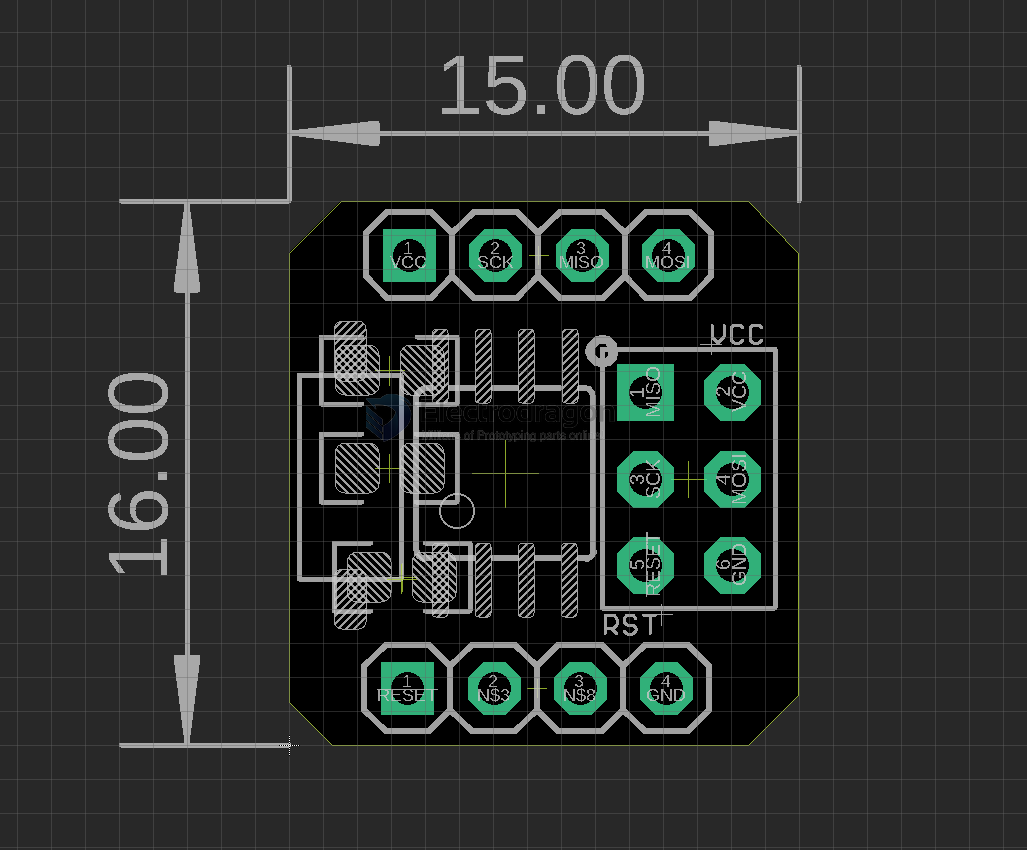 15.00
16.00
1 2 3 4
VCC SCK MISO MOSI
VCC
Electrodragon
Millions of Prototyping parts online
1 2
MISO VCC
3 4
SCK MOSI
5 6
RESET GND
RST
1 2 3 4
RESET N$3 N$8 GND